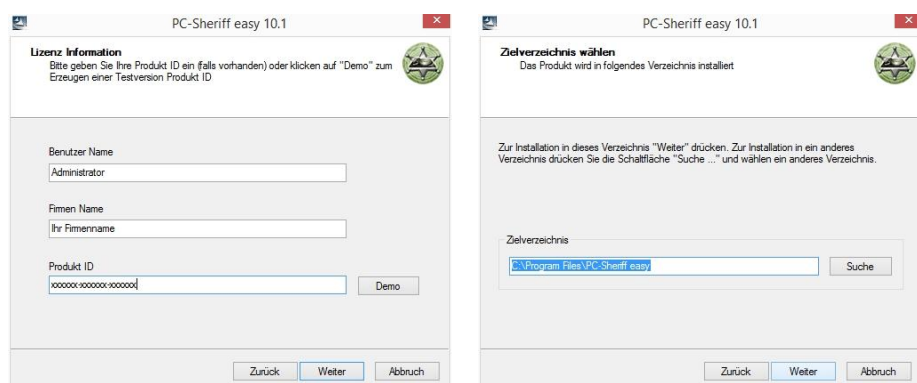 PC-Sheriff easy 10.1
Lizenz Information
Bitte geben Sie Ihre Produkt ID ein (falls vorhanden) oder klicken auf "Demo" zum
Erzeugen einer Testversion Produkt ID
Benutzer Name
Administrator
Firmen Name
Ihr Firmenname
Produkt ID
xxxxxx-xxxxxx-xxxxxx
Demo
Zurück
Weiter
Abbruch
PC-Sheriff easy 10.1
Zielverzeichnis wählen
Das Produkt wird in folgendes Verzeichnis installiert
Zur Installation in dieses Verzeichnis "Weiter" drücken. Zur Installation in ein anderes
Verzeichnis drücken Sie die Schaltfläche "Suche ..." und wählen ein anderes Verzeichnis.
Zielverzeichnis
C:\Program Files\PC-Sheriff easy
Suche
Zurück
Weiter
Abbruch